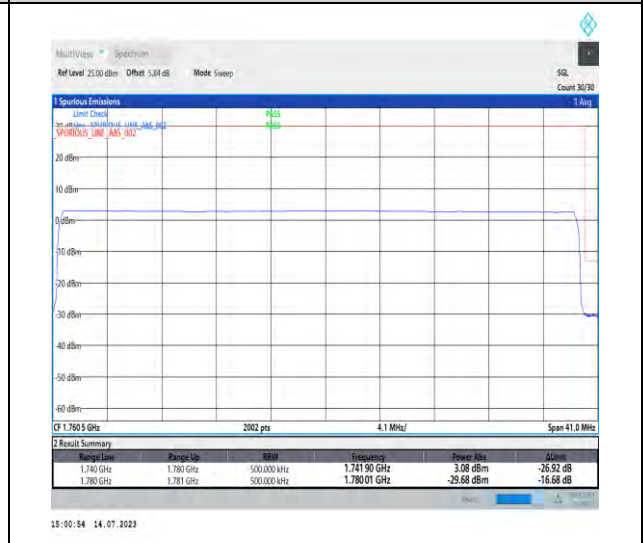 MultiView Spectrum
Ref Level 25.00 dBm Offset 5.84 dB Mode Sweep SGL
Count 30/30
1 Spurious Emissions 1 Avg
Limit Check PASS
SPURIOUS_LINE_ABS_002 PASS
SPURIOUS_LINE_ABS_002
20 dBm
10 dBm
0 dBm
-10 dBm
-20 dBm
-30 dBm
-40 dBm
-50 dBm
-60 dBm
CF 1.7605 GHz 2002 pts 4.1 MHz/ Span 41.0 MHz
2 Result Summary
Range Low Range Up RBW Frequency Power Abs ΔLimit
1.740 GHz 1.780 GHz 500.000 kHz 1.741 90 GHz 3.08 dBm -26.92 dB
1.780 GHz 1.781 GHz 500.000 kHz 1.780 01 GHz -29.68 dBm -16.68 dB
15:00:54 14.07.2023